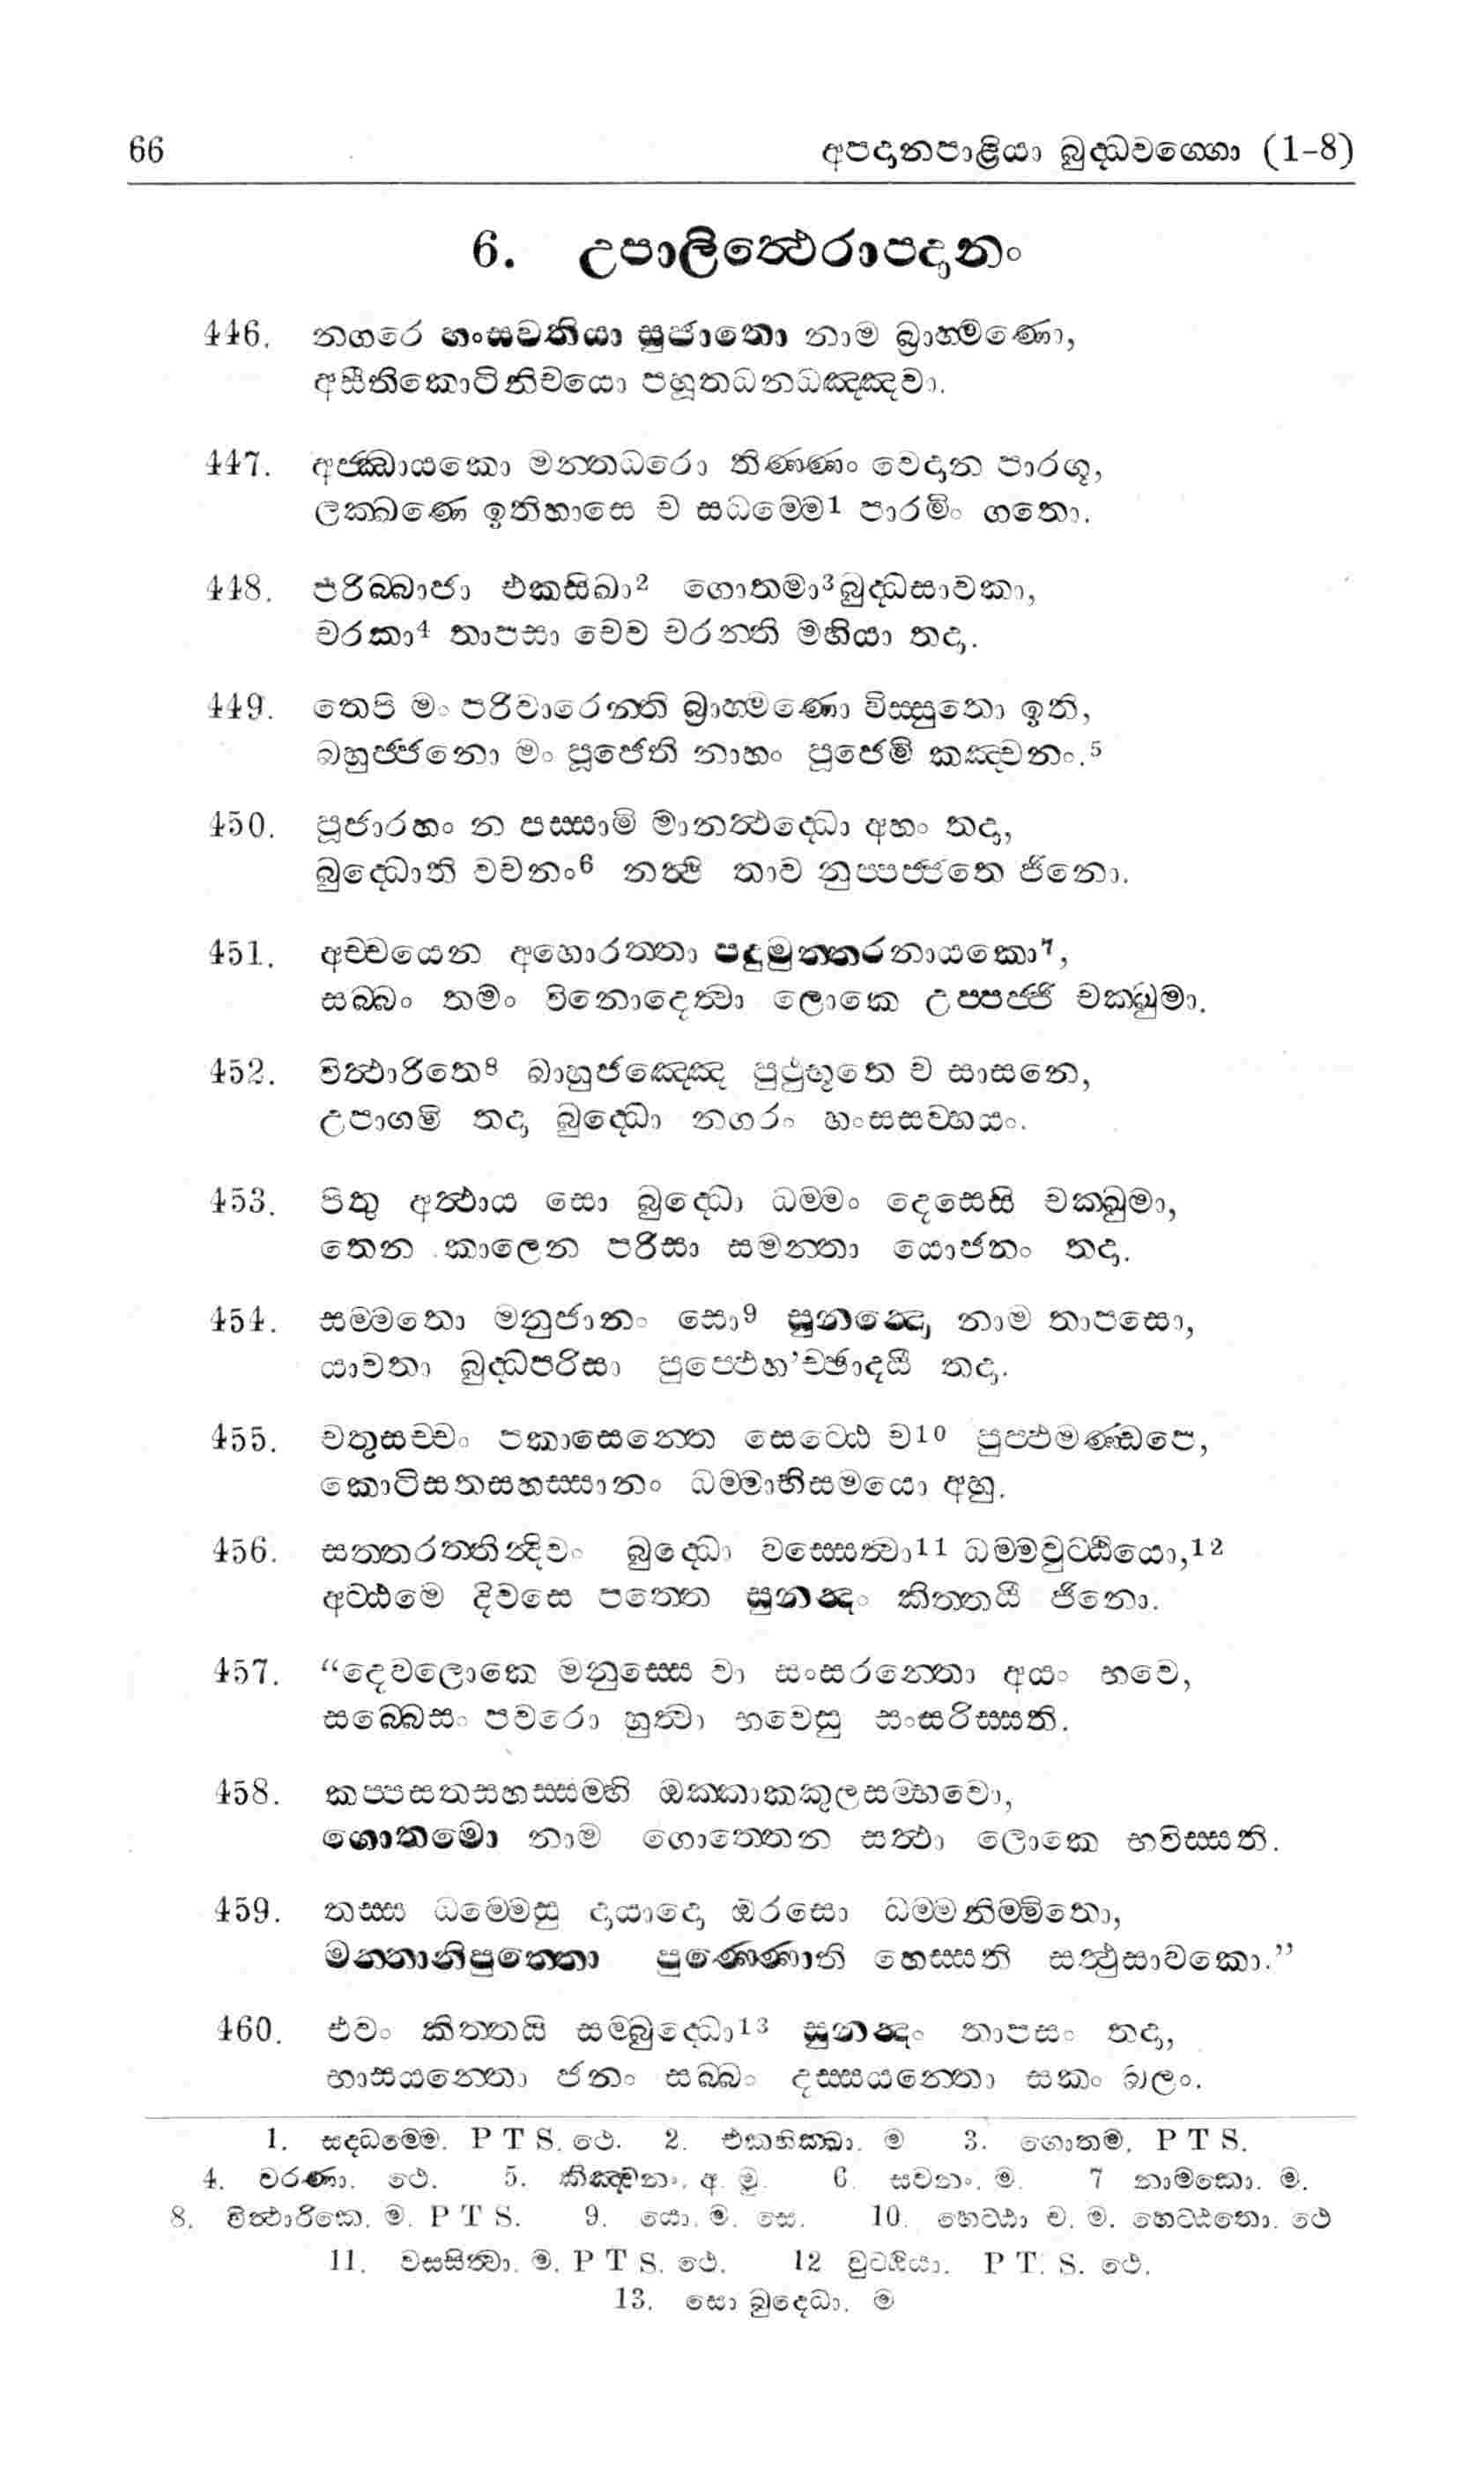 66 අපදානපාළියා බුද්ධවග්ගො (1-8)
6. උපාලිත්ථෙරාපදානං
446. නගරෙ හංසවතියා සුජාතො නාම බ්‍රාහ්මණො,
අසීතිකොටිනිචයො පහූතධනධඤ්ඤවා.
447. අජ්ඣායකො මන්තධරො තිණ්ණං වෙදාන පාරගූ,
ලක්ඛණෙ ඉතිහාසෙ ච සධම්මෙ1 පාරමිං ගතො.
448. පරිබ්බාජා එකසිඛා2 ගොතමා3 බුද්ධසාවකා,
චරකා4 තාපසා චෙව චරන්ති මහියා තදා.
449. තෙපි මං පරිවාරෙන්ති බ්‍රාහ්මණො විස්සුතො ඉති,
බහුජ්ජනො මං පූජෙති නාහං පූජෙමි කඤ්චනං.5
450. පූජාරහං න පස්සාමි මානත්ථද්ධො අහං තදා,
බුද්ධොති වචනං6 නත්ථි තාව නුප්පජ්ජතෙ ජිනො.
451. අච්චයෙන අහොරත්තා පදුමුත්තරනායකො7,
සබ්බං තමං විනොදෙත්වා ලොකෙ උප්පජ්ජි චක්ඛුමා.
452. විත්ථාරිතෙ8 බාහුජඤ්ඤෙ පුථුභූතෙ ච සාසනෙ,
උපාගමි තදා බුද්ධො නගරං හංසසව්හයං.
453. පිතු අත්ථාය සො බුද්ධො ධම්මං දෙසෙසි චක්ඛුමා,
තෙන කාලෙන පරිසා සමන්තා යොජනං තදා.
454. සම්මතො මනුජානං සො9 සුනන්දො නාම තාපසො,
යාවතා බුද්ධපරිසා පුප්ඵෙහ’ච්ඡාදයී තදා.
455. චතුසච්චං පකාසෙන්තෙ සෙට්ඨෙ ච10 පුප්ඵමණ්ඩපෙ,
කොටිසතසහස්සානං ධම්මාභිසමයො අහු.
456. සත්තරත්තින්දිවං බුද්ධො වස්සෙත්වා11 ධම්මවුට්ඨියො,12
අට්ඨමෙ දිවසෙ පත්තෙ සුනන්දං කිත්තයී ජිනො.
457. “දෙවලොකෙ මනුස්සෙ වා සංසරන්තො අයං භවෙ,
සබ්බෙසං පවරො හුත්වා භවෙසු සංසරිස්සති.
458. කප්පසතසහස්සම්හි ඔක්කාකකුලසම්භවො,
ගොතමො නාම ගොත්තෙන සත්ථා ලොකෙ භවිස්සති.
459. තස්ස ධම්මෙසු දායාදො ඔරසො ධම්මනිම්මිතො,
මන්තානිපුත්තො පුණ්ණොති හෙස්සති සත්ථුසාවකො.”
460. එවං කිත්තයි සම්බුද්ධො13 සුනන්දං තාපසං තදා,
භාසයන්තො ජනං සබ්බං දස්සයන්තො සකං බලං.
1. සද්ධම්මෙ. P T S. ථෙ. 2. එකභික්ඛා. ම 3. ගොතම, P T S.
4. චරණා. ථෙ. 5. කිඤ්චනං. අ. මු. 6 සවනං. ම. 7 නාමකො. ම.
8. විත්ථාරිකෙ. ම. P T S. 9. යො. ම. සෙ. 10. හෙට්ඨා ච. ම. හෙට්ඨතො. ථෙ
11. වස්සිත්වා. ම. P T S. ථෙ. 12 වුට්ඨියා. P T. S. ථෙ.
13. සො බුද්ධො. ම